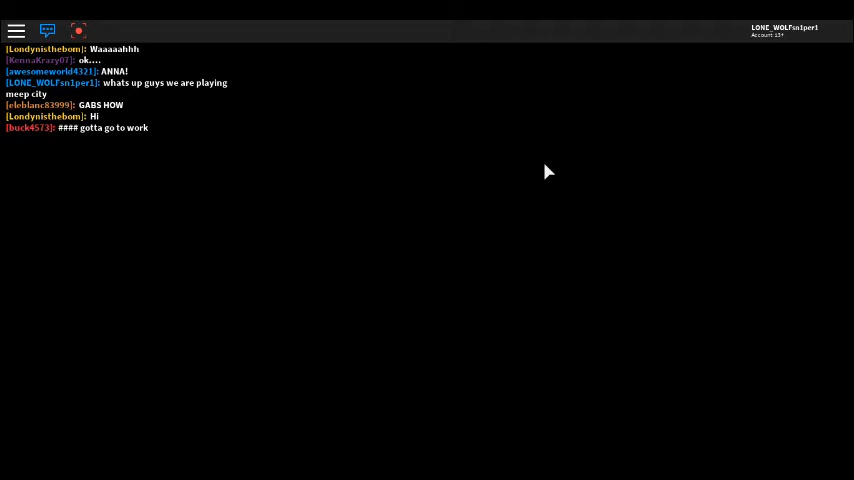 LONE_WOLFsn1per1
Account: 13+
[Londynisthebom]: Waaaaahhh
[KennaKrazy07]: ok....
[awesomeworld4321]: ANNA!
[LONE_WOLFsn1per1]: whats up guys we are playing
meep city
[eleblanc83999]: GABS HOW
[Londynisthebom]: Hi
[buck4573]: #### gotta go to work